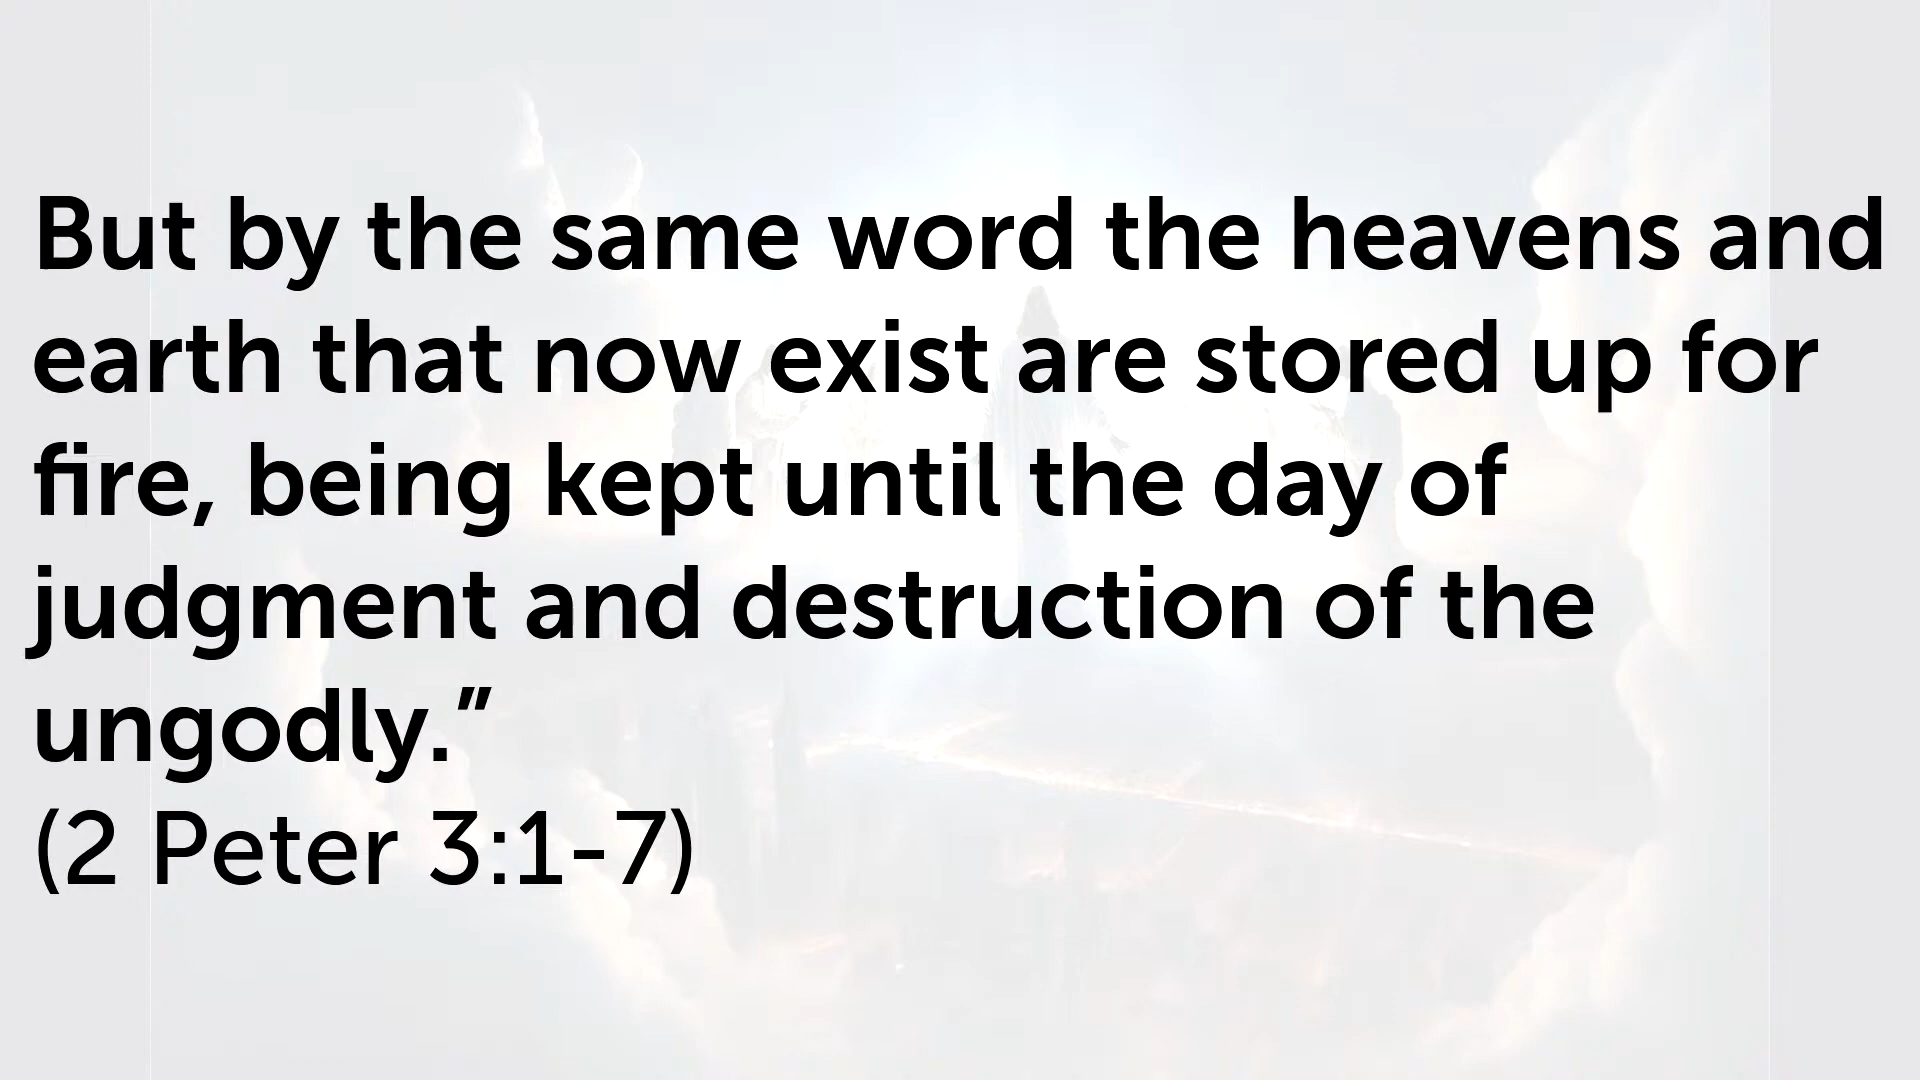 But by the same word the heavens and
earth that now exist are stored up for
fire, being kept until the day of
judgment and destruction of the
ungodly.”
(2 Peter 3:1-7)